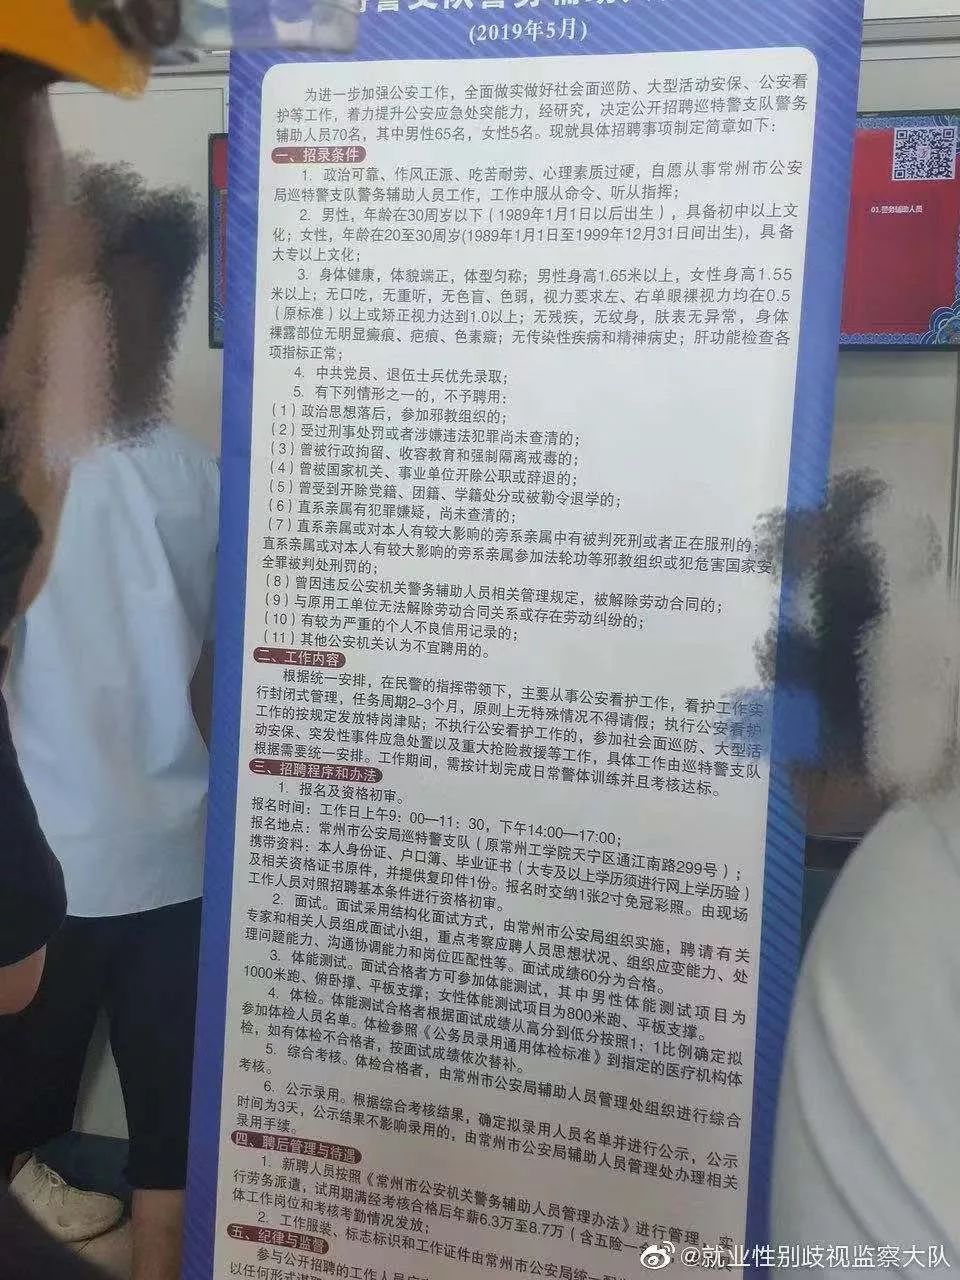 特警支队警务辅助人
(2019年5月)
为进一步加强公安工作，全面做实做好社会面巡防、大型活动安保、公安看
护等工作，着力提升公安应急处突能力，经研究，决定公开招聘巡特警支队警务
辅助人员70名，其中男性65名，女性5名。现就具体招聘事项制定简章如下：
一、招录条件
1. 政治可靠、作风正派、吃苦耐劳、心理素质过硬，自愿从事常州市公安
局巡特警支队警务辅助人员工作，工作中服从命令、听从指挥；
2. 男性，年龄在30周岁以下（1989年1月1日以后出生），具备初中以上文
化；女性，年龄在20至30周岁(1989年1月1日至1999年12月31日间出生)，具备
大专以上文化；
3. 身体健康，体貌端正，体型匀称；男性身高1.65米以上，女性身高1.55
米以上；无口吃，无重听，无色盲、色弱，视力要求左、右单眼裸视力均在0.5
（原标准）以上或矫正视力达到1.0以上；无残疾，无纹身，肤表无异常，身体
裸露部位无明显瘢痕、疤痕、色素癍；无传染性疾病和精神病史；肝功能检查各
项指标正常；
4. 中共党员、退伍士兵优先录取；
5. 有下列情形之一的，不予聘用：
（1）政治思想落后，参加邪教组织的；
（2）受过刑事处罚或者涉嫌违法犯罪尚未查清的；
（3）曾被行政拘留、收容教育和强制隔离戒毒的；
（4）曾被国家机关、事业单位开除公职或辞退的；
（5）曾受到开除党籍、团籍、学籍处分或被勒令退学的；
（6）直系亲属有犯罪嫌疑，尚未查清的；
（7）直系亲属或对本人有较大影响的旁系亲属中有被判死刑或者正在服刑的；
直系亲属或对本人有较大影响的旁系亲属参加法轮功等邪教组织或犯危害国家安
全罪被判处刑罚的；
（8）曾因违反公安机关警务辅助人员相关管理规定，被解除劳动合同的；
（9）与原用工单位无法解除劳动合同关系或存在劳动纠纷的；
（10）有较为严重的个人不良信用记录的；
（11）其他公安机关认为不宜聘用的。
二、工作内容
根据统一安排，在民警的指挥带领下，主要从事公安看护工作，看护工作实
行封闭式管理，任务周期2-3个月，原则上无特殊情况不得请假；执行公安看护
工作的按规定发放特岗津贴；不执行公安看护工作的，参加社会面巡防、大型活
动安保、突发性事件应急处置以及重大抢险救援等工作，具体工作由巡特警支队
根据需要统一安排。工作期间，需按计划完成日常警体训练并且考核达标。
三、招聘程序和办法
1. 报名及资格初审。
报名时间：工作日上午9：00—11：30，下午14:00—17:00；
报名地点：常州市公安局巡特警支队（原常州工学院天宁区通江南路299号）；
携带资料：本人身份证、户口簿、毕业证书（大专及以上学历须进行网上学历验）
及相关资格证书原件，并提供复印件1份。报名时交纳1张2寸免冠彩照。由现场
工作人员对照招聘基本条件进行资格初审。
2. 面试。面试采用结构化面试方式，由常州市公安局组织实施，聘请有关
专家和相关人员组成面试小组，重点考察应聘人员思想状况、组织应变能力、处
理问题能力、沟通协调能力和岗位匹配性等。面试成绩60分为合格。
3. 体能测试。面试合格者方可参加体能测试，其中男性体能测试项目为
1000米跑、俯卧撑、平板支撑；女性体能测试项目为800米跑、平板支撑。
4. 体检。体能测试合格者根据面试成绩从高分到低分按照1：1比例确定拟
参加体检人员名单。体检参照《公务员录用通用体检标准》到指定的医疗机构体
检，如有体检不合格者，按面试成绩依次替补。
5. 综合考核。体检合格者，由常州市公安局辅助人员管理处组织进行综合
考核。
6. 公示录用。根据综合考核结果，确定拟录用人员名单并进行公示，公示
时间为3天，公示结果不影响录用的，由常州市公安局辅助人员管理处办理相关
录用手续。
四、聘后管理与待遇
1. 新聘人员按照《常州市公安机关警务辅助人员管理办法》进行管理，实
行劳务派遣，试用期满经考核合格后年薪6.3万至8.7万（含五险一
体工作岗位和考核考勤情况发放；
2. 工作服装、标志标识和工作证件由常州市公安局统一配
五、纪律与监督
参与公开招聘的工作人员应
以任何形式
01.警务辅助人员
@就业性别歧视监察大队